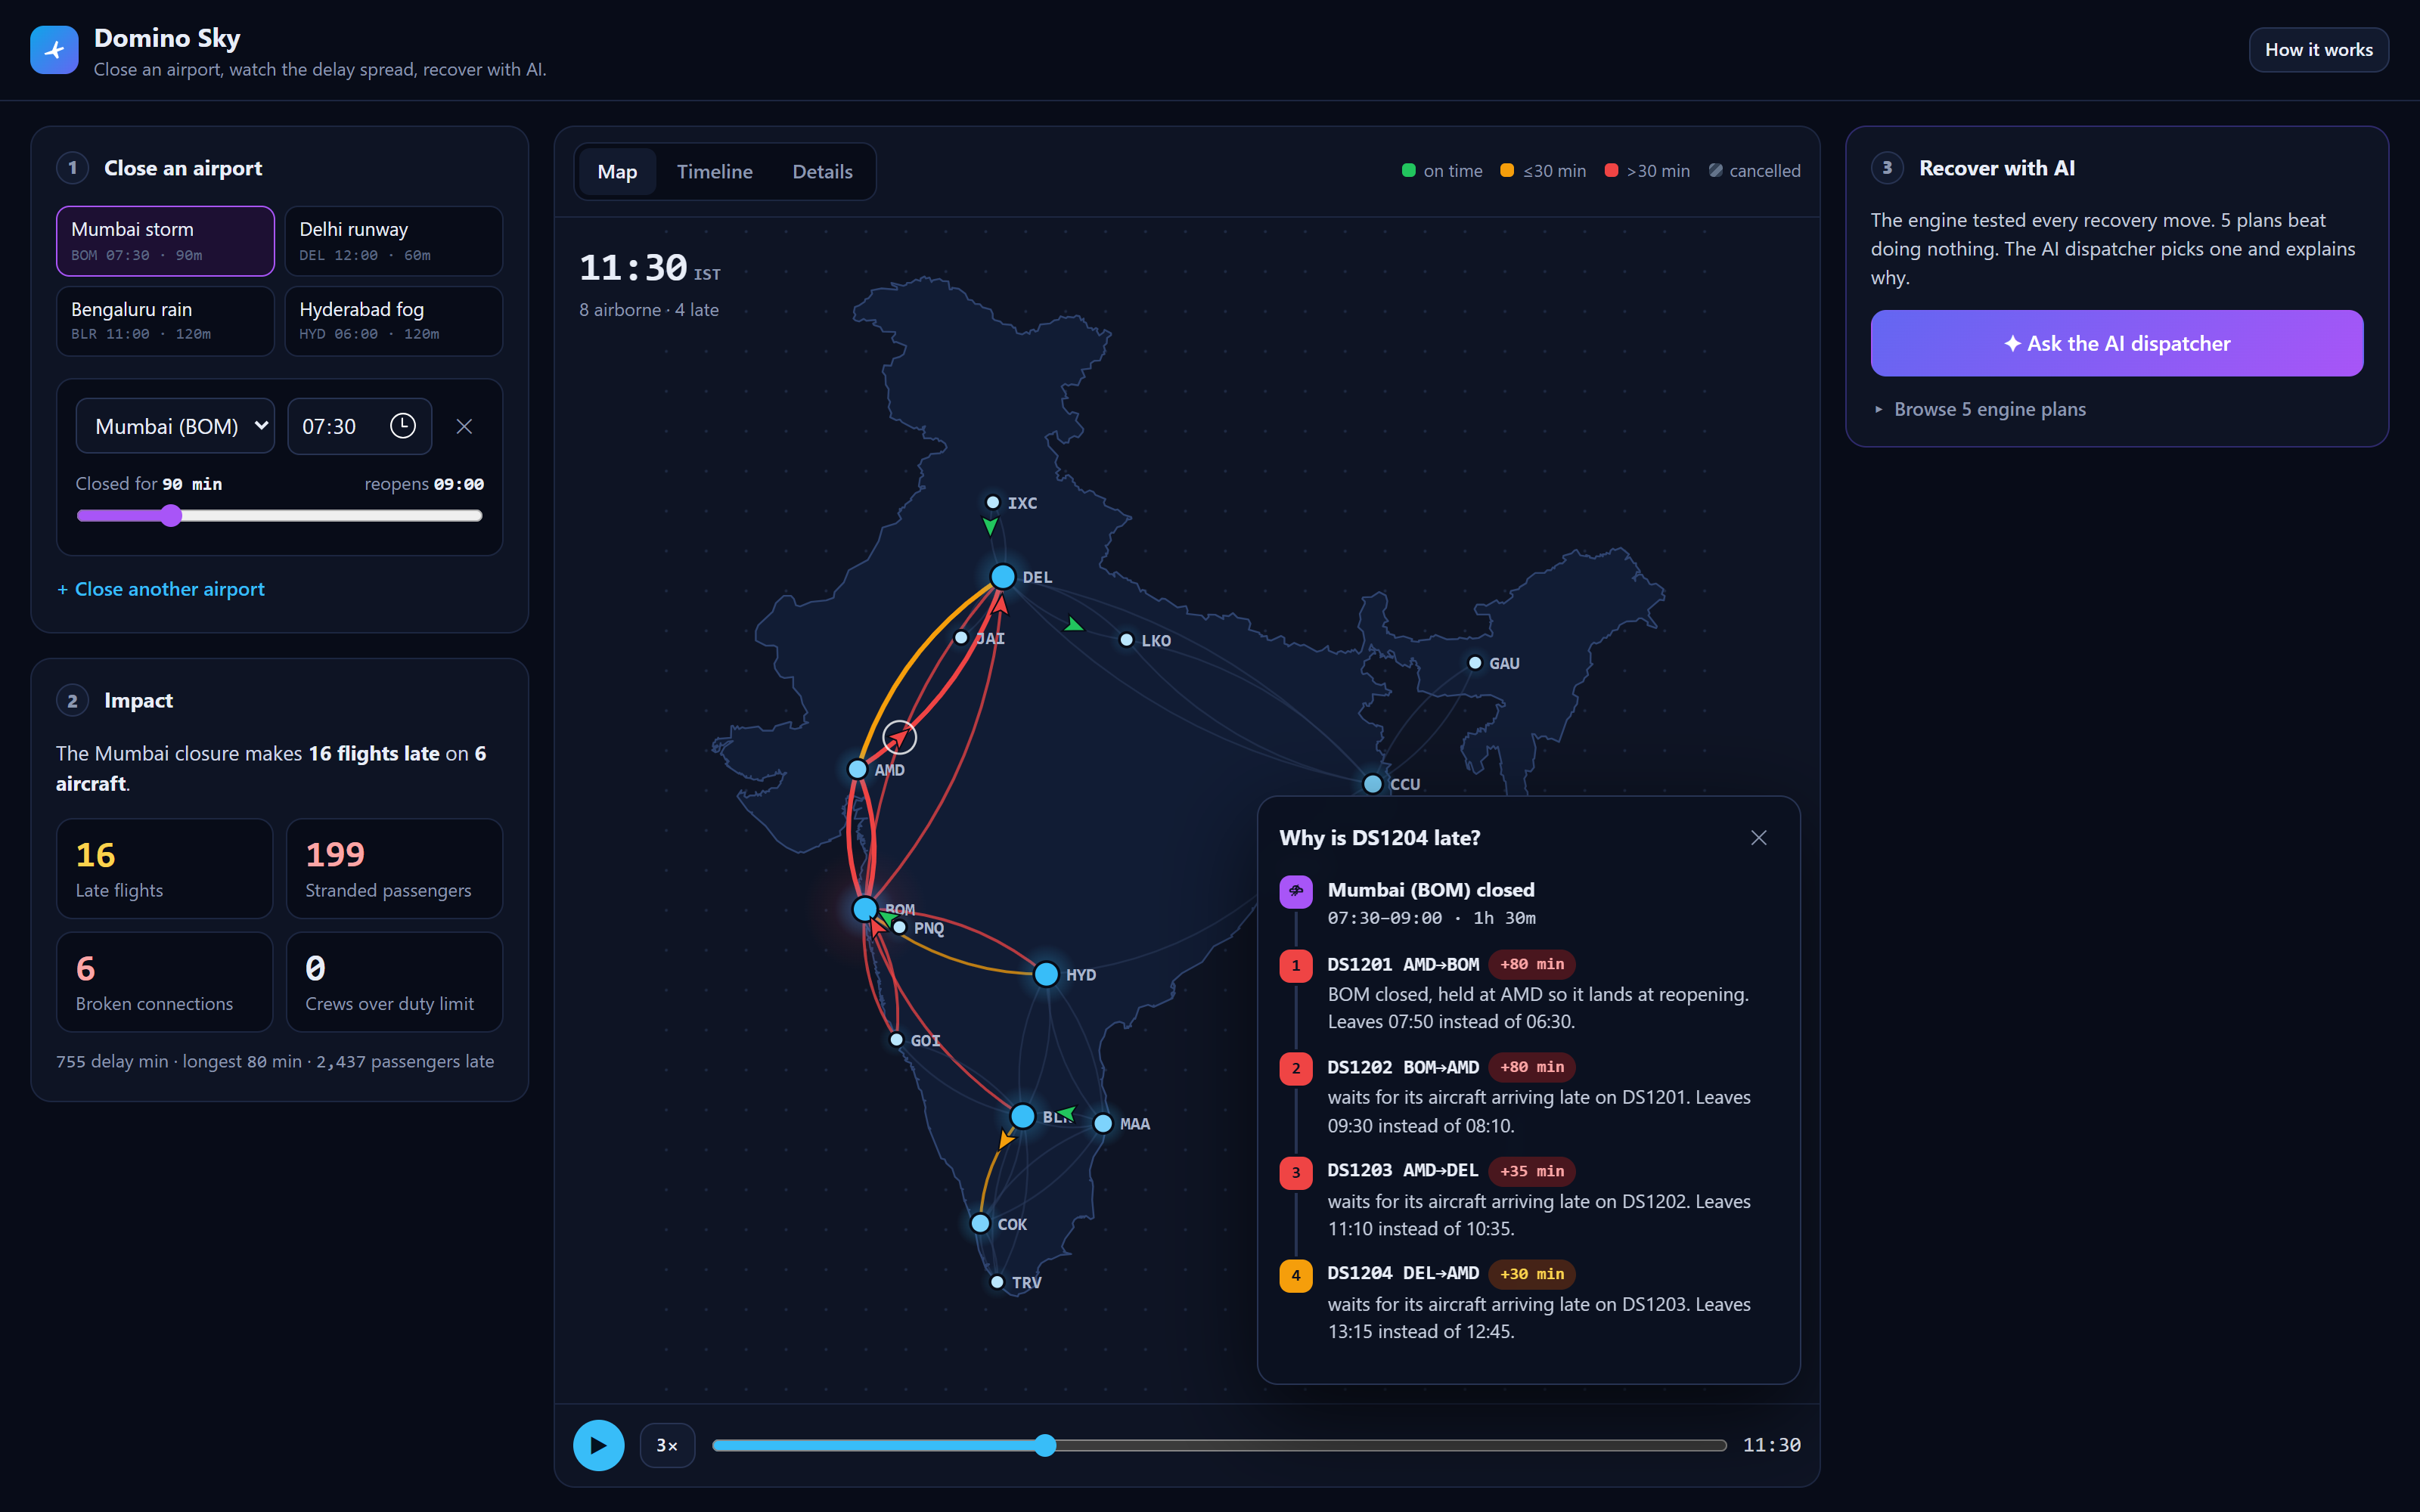 Domino Sky
Close an airport, watch the delay spread, recover with AI.
How it works
1 Close an airport
Mumbai storm
BOM 07:30 · 90m
Delhi runway
DEL 12:00 · 60m
Bengaluru rain
BLR 11:00 · 120m
Hyderabad fog
HYD 06:00 · 120m
Mumbai (BOM)
07:30
Closed for 90 min
reopens 09:00
+ Close another airport
2 Impact
The Mumbai closure makes 16 flights late on 6
aircraft.
16
Late flights
199
Stranded passengers
6
Broken connections
0
Crews over duty limit
755 delay min · longest 80 min · 2,437 passengers late
Map
Timeline
Details
on time
≤30 min
>30 min
cancelled
11:30 IST
8 airborne · 4 late
IXC
DEL
JAI
LKO
GAU
AMD
CCU
BOM
PNQ
HYD
GOI
BLR
MAA
COK
TRV
Why is DS1204 late?
Mumbai (BOM) closed
07:30–09:00 · 1h 30m
1 DS1201 AMD→BOM +80 min
BOM closed, held at AMD so it lands at reopening.
Leaves 07:50 instead of 06:30.
2 DS1202 BOM→AMD +80 min
waits for its aircraft arriving late on DS1201. Leaves
09:30 instead of 08:10.
3 DS1203 AMD→DEL +35 min
waits for its aircraft arriving late on DS1202. Leaves
11:10 instead of 10:35.
4 DS1204 DEL→AMD +30 min
waits for its aircraft arriving late on DS1203. Leaves
13:15 instead of 12:45.
3×
11:30
3 Recover with AI
The engine tested every recovery move. 5 plans beat
doing nothing. The AI dispatcher picks one and explains
why.
✦ Ask the AI dispatcher
▸ Browse 5 engine plans